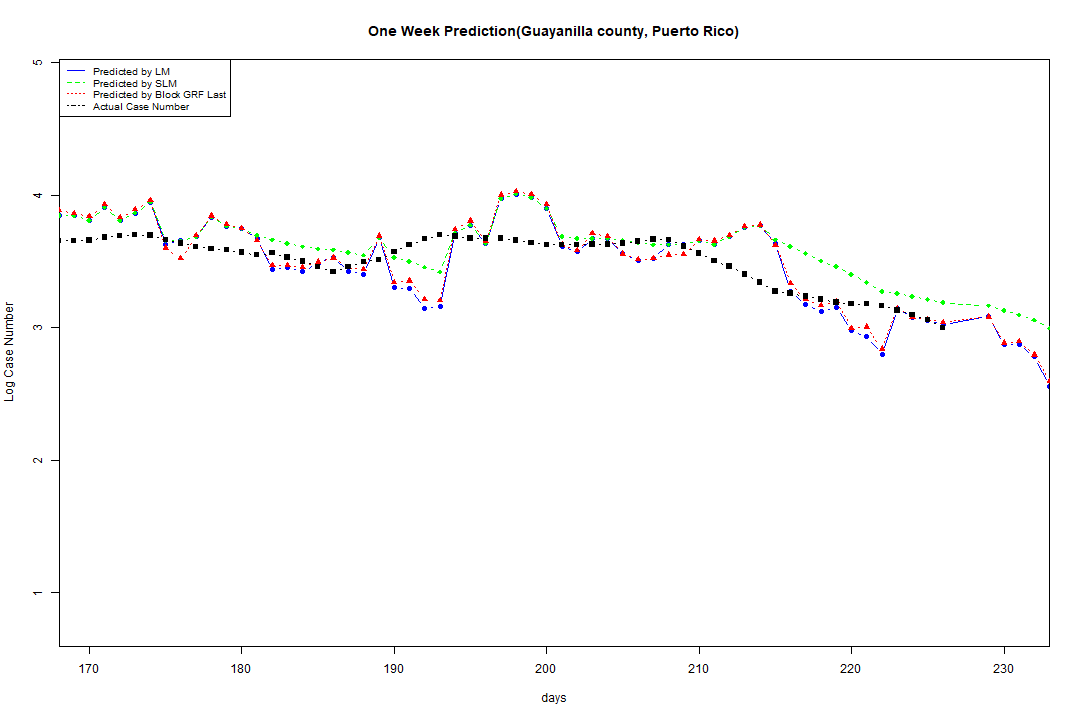 One Week Prediction(Guayanilla county, Puerto Rico)
Predicted by LM
Predicted by SLM
Predicted by Block GRF Last
Actual Case Number
5
4
3
2
1
Log Case Number
170 180 190 200 210 220 230
days